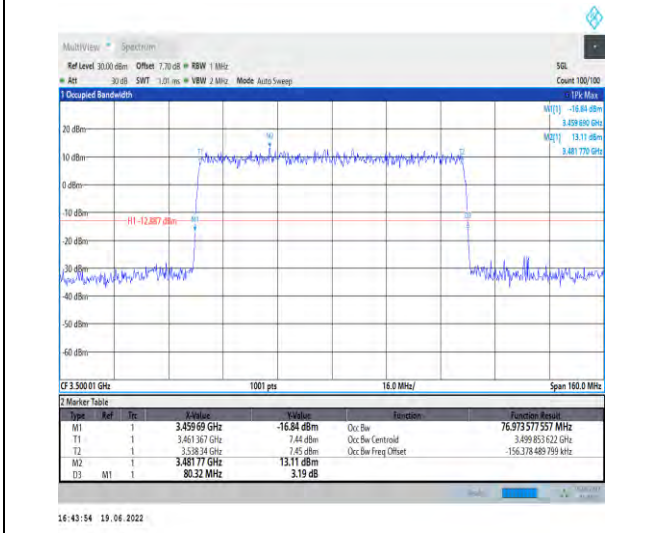 MultiView Spectrum
Ref Level 30.00 dBm Offset 7.70 dB RBW 1 MHz SGL
Att 30 dB SWT 1.01 ms VBW 2 MHz Mode Auto Sweep Count 100/100
1 Occupied Bandwidth 1Pk Max
M1[1] -16.84 dBm
3.459 690 GHz
M2[1] 13.11 dBm
3.481 770 GHz
20 dBm
M2
T1 T2
10 dBm
0 dBm
-10 dBm
H1 -12.887 dBm M1 D3
-20 dBm
-30 dBm
-40 dBm
-50 dBm
-60 dBm
CF 3.500 01 GHz 1001 pts 16.0 MHz/ Span 160.0 MHz
2 Marker Table
Type Ref Trc X-Value Y-Value Function Function Result
M1 1 3.459 69 GHz -16.84 dBm Occ Bw 76.973 577 557 MHz
T1 1 3.461 367 GHz 7.44 dBm Occ Bw Centroid 3.499 853 622 GHz
T2 1 3.538 34 GHz 7.45 dBm Occ Bw Freq Offset -156.378 489 799 kHz
M2 1 3.481 77 GHz 13.11 dBm
D3 M1 1 80.32 MHz 3.19 dB
16:43:54 19.06.2022